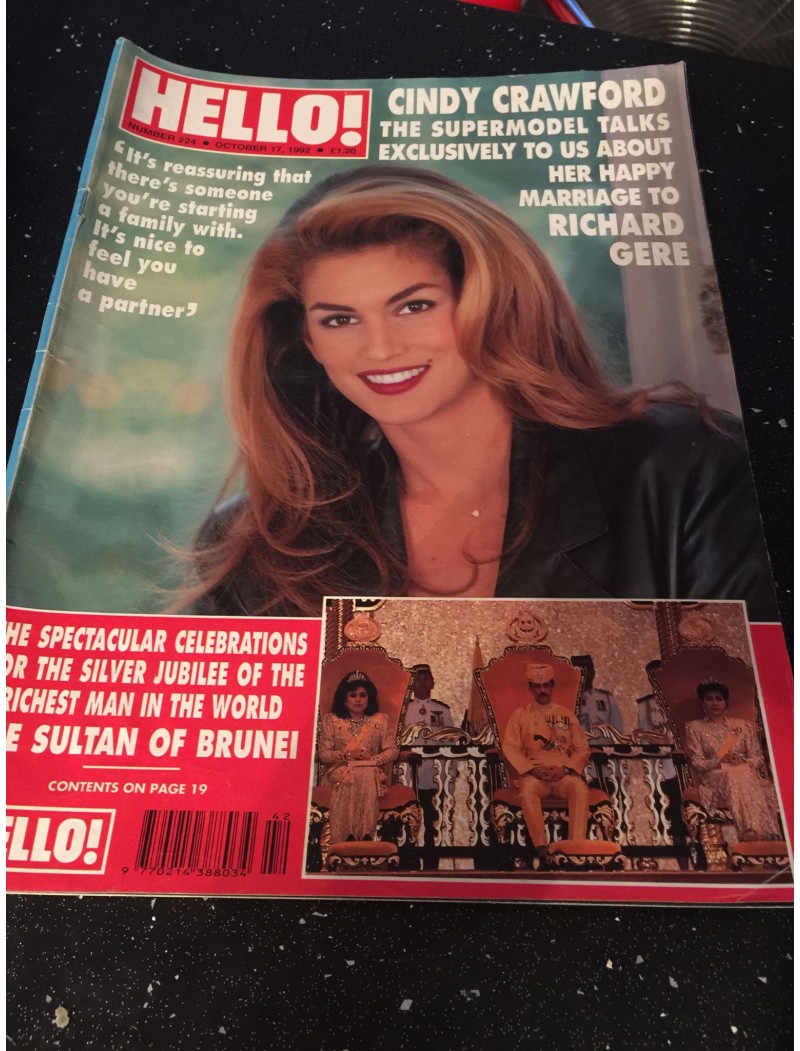 HELLO!
NUMBER 224 • OCTOBER 17, 1992 • £1.20
CINDY CRAWFORD
THE SUPERMODEL TALKS
EXCLUSIVELY TO US ABOUT
HER HAPPY
MARRIAGE TO
RICHARD
GERE
‘It's reassuring that
there's someone
you're starting
a family with.
It's nice to
feel you
have
a partner’
HE SPECTACULAR CELEBRATIONS
OR THE SILVER JUBILEE OF THE
RICHEST MAN IN THE WORLD
E SULTAN OF BRUNEI
CONTENTS ON PAGE 19
ELLO!
42
9 770214 388034